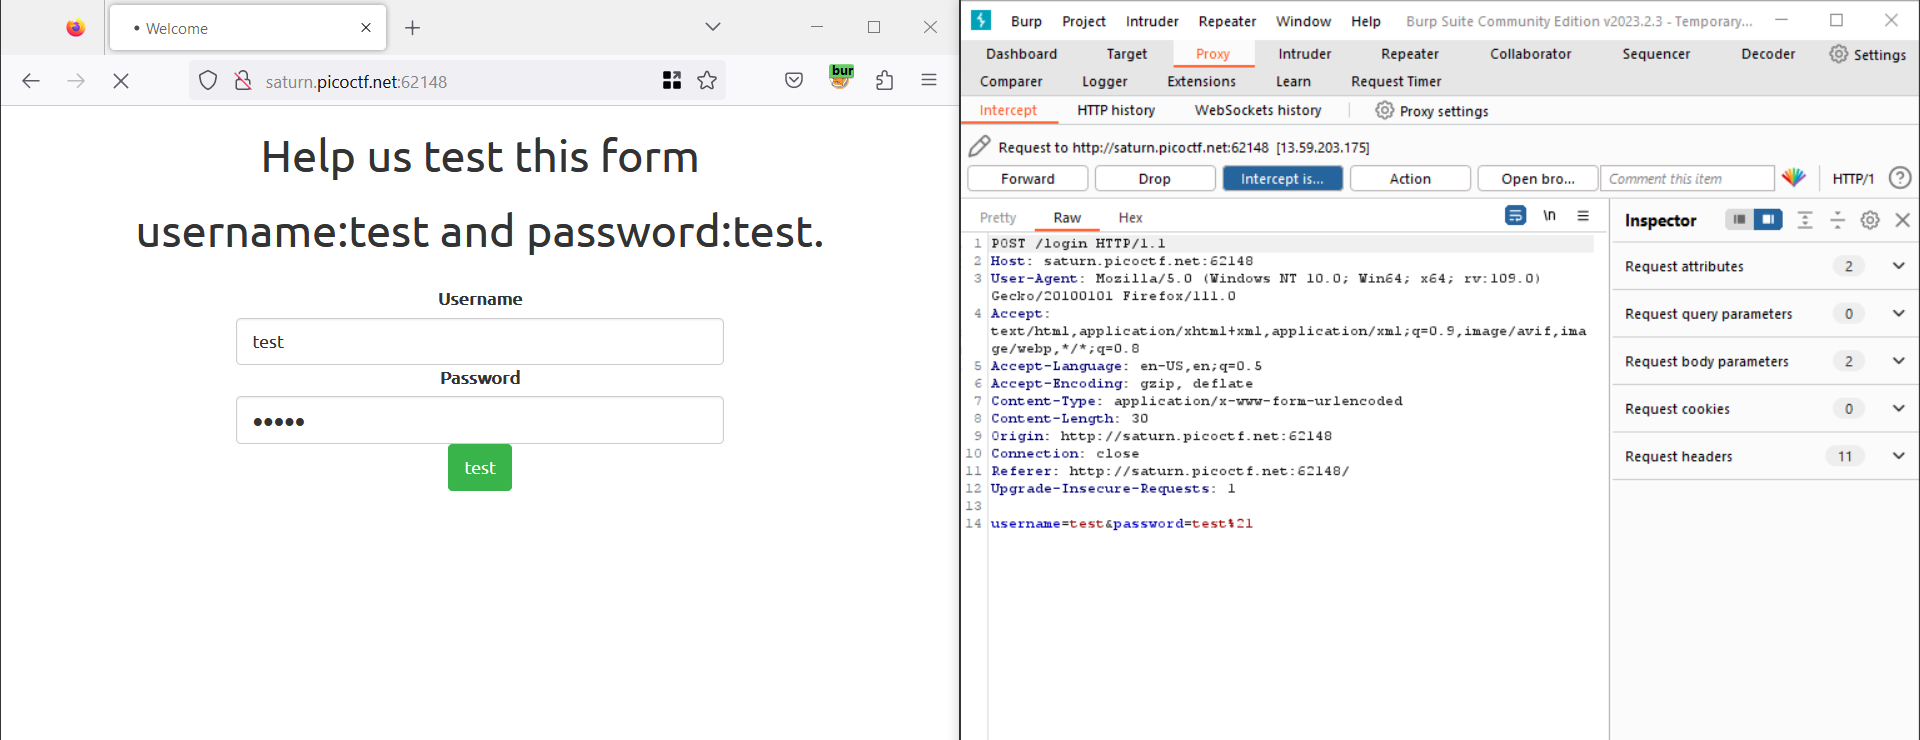 • Welcome
saturn.picoctf.net:62148
bur
Help us test this form
username:test and password:test.
Username
test
Password
•••••
test
Burp Project Intruder Repeater Window Help Burp Suite Community Edition v2023.2.3 - Temporary...
Dashboard Target Proxy Intruder Repeater Collaborator Sequencer Decoder Settings
Comparer Logger Extensions Learn Request Timer
Intercept HTTP history WebSockets history Proxy settings
Request to http://saturn.picoctf.net:62148 [13.59.203.175]
Forward Drop Intercept is... Action Open bro... Comment this item HTTP/1 ?
Pretty Raw Hex \n
1 POST /login HTTP/1.1
2 Host: saturn.picoctf.net:62148
3 User-Agent: Mozilla/5.0 (Windows NT 10.0; Win64; x64; rv:109.0)
Gecko/20100101 Firefox/111.0
4 Accept:
text/html,application/xhtml+xml,application/xml;q=0.9,image/avif,ima
ge/webp,*/*;q=0.8
5 Accept-Language: en-US,en;q=0.5
6 Accept-Encoding: gzip, deflate
7 Content-Type: application/x-www-form-urlencoded
8 Content-Length: 30
9 Origin: http://saturn.picoctf.net:62148
10 Connection: close
11 Referer: http://saturn.picoctf.net:62148/
12 Upgrade-Insecure-Requests: 1
13
14 username=test&password=test%21
Inspector
Request attributes 2
Request query parameters 0
Request body parameters 2
Request cookies 0
Request headers 11